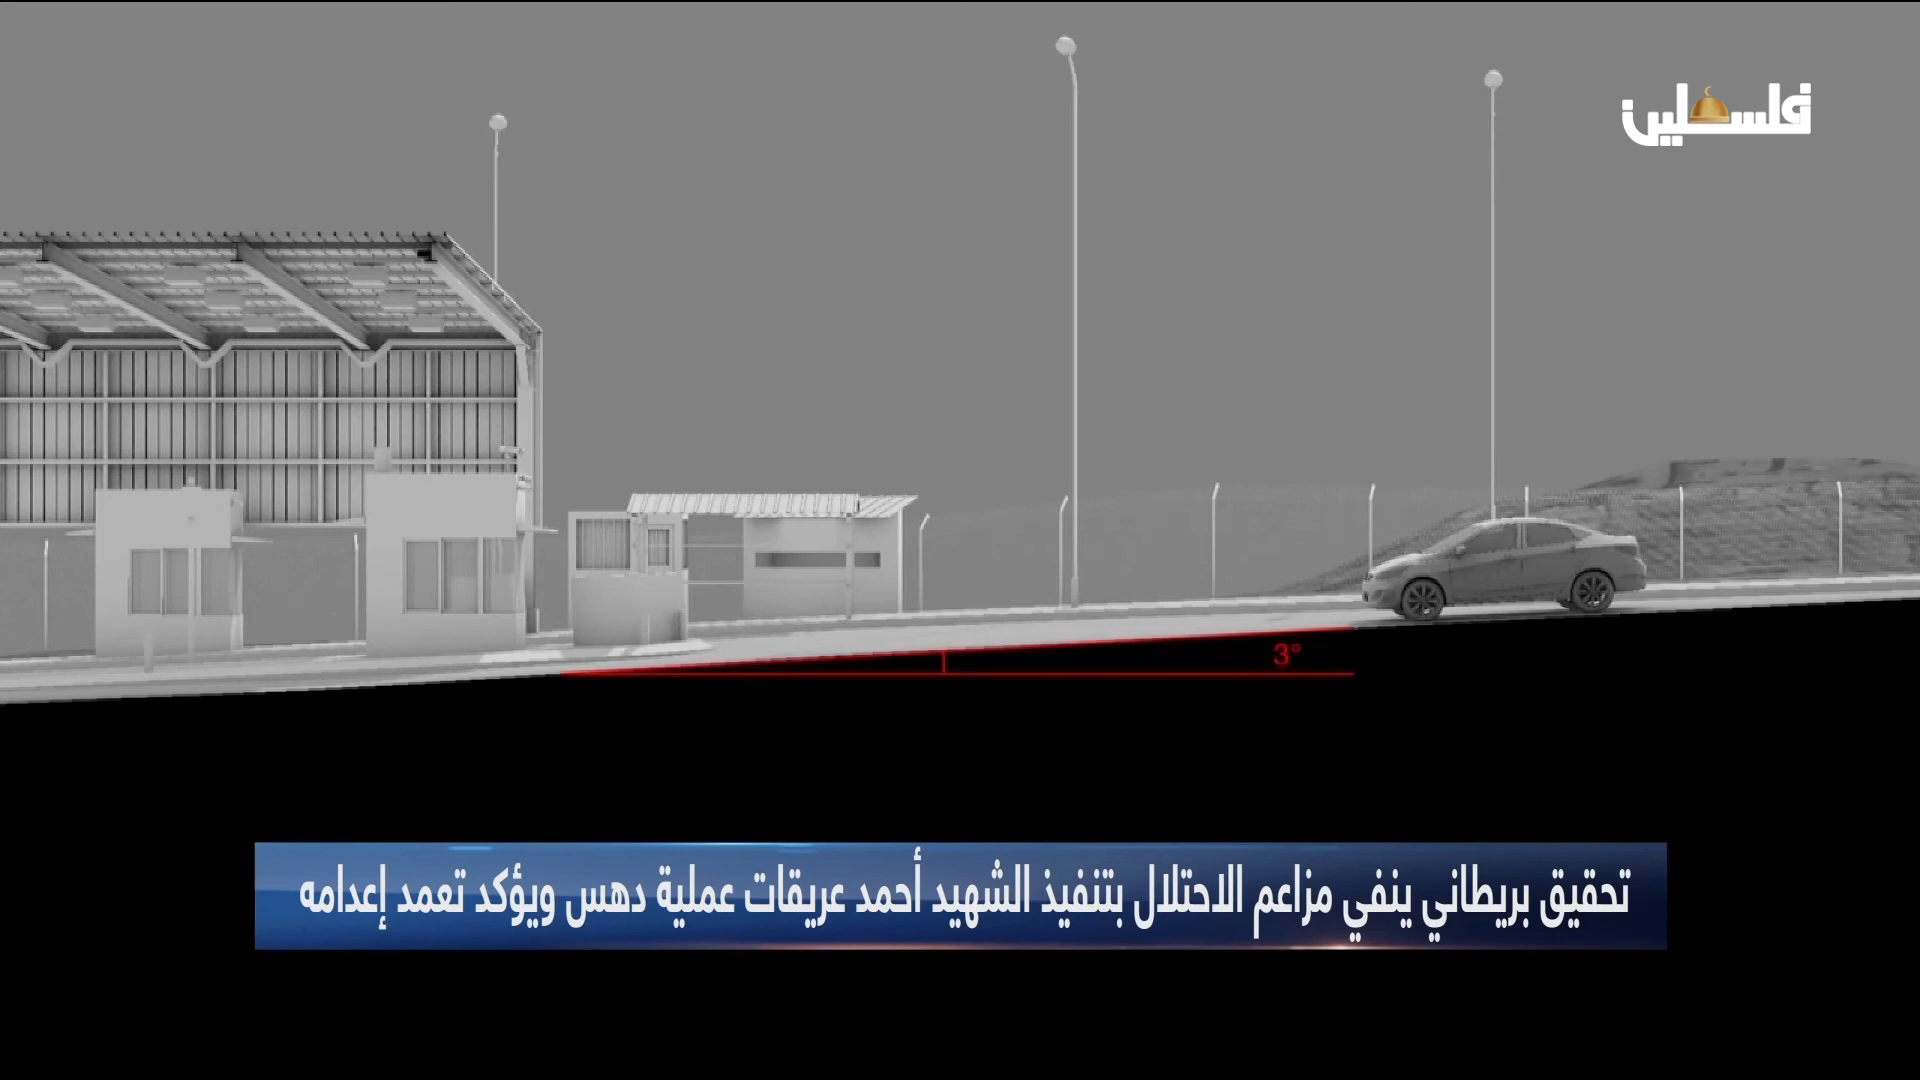 فلسطين
3°
تحقيق بريطاني ينفي مزاعم الاحتلال بتنفيذ الشهيد أحمد عريقات عملية دهس ويؤكد تعمد إعدامه